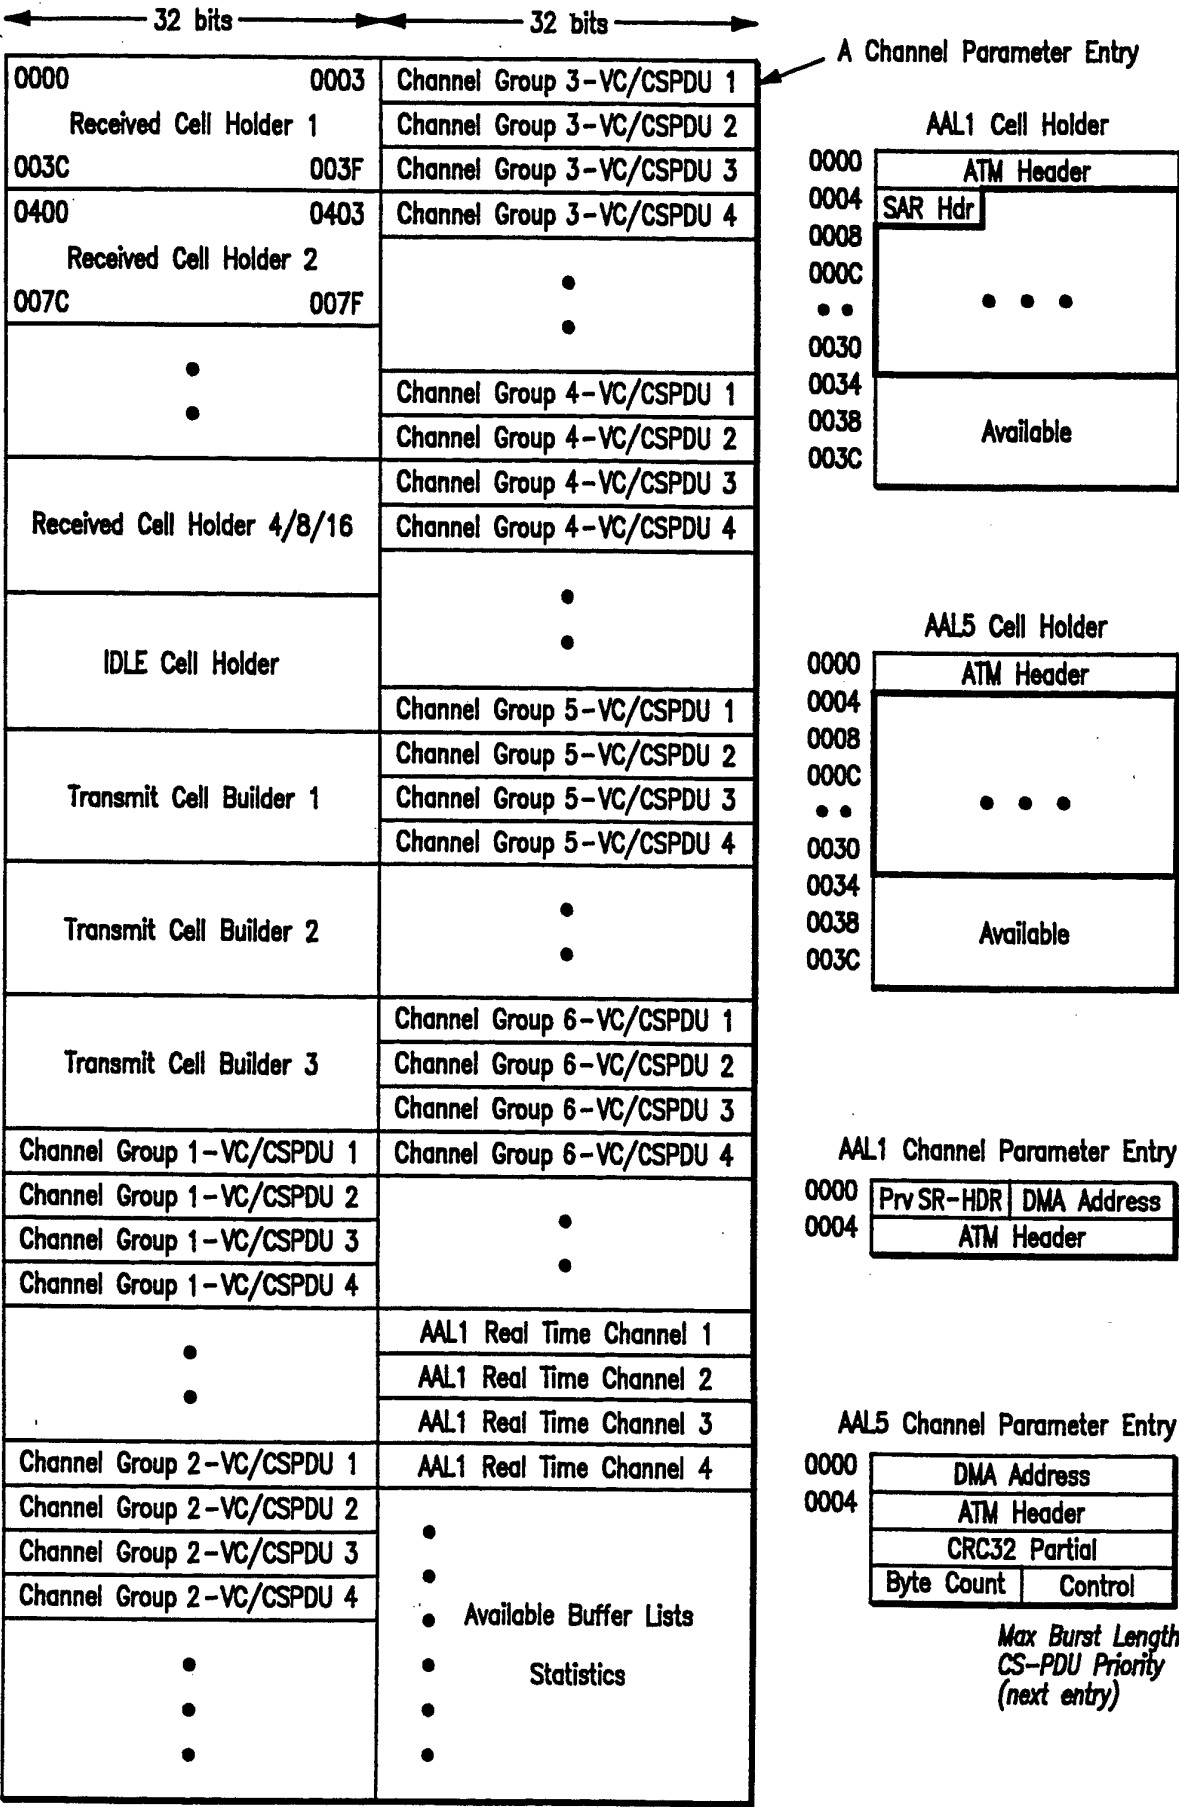 32 bits
32 bits
A Channel Parameter Entry
0000 0003
Received Cell Holder 1
003C 003F
0400 0403
Received Cell Holder 2
007C 007F
Received Cell Holder 4/8/16
IDLE Cell Holder
Transmit Cell Builder 1
Transmit Cell Builder 2
Transmit Cell Builder 3
Channel Group 1-VC/CSPDU 1
Channel Group 1-VC/CSPDU 2
Channel Group 1-VC/CSPDU 3
Channel Group 1-VC/CSPDU 4
Channel Group 2-VC/CSPDU 1
Channel Group 2-VC/CSPDU 2
Channel Group 2-VC/CSPDU 3
Channel Group 2-VC/CSPDU 4
Channel Group 3-VC/CSPDU 1
Channel Group 3-VC/CSPDU 2
Channel Group 3-VC/CSPDU 3
Channel Group 3-VC/CSPDU 4
Channel Group 4-VC/CSPDU 1
Channel Group 4-VC/CSPDU 2
Channel Group 4-VC/CSPDU 3
Channel Group 4-VC/CSPDU 4
Channel Group 5-VC/CSPDU 1
Channel Group 5-VC/CSPDU 2
Channel Group 5-VC/CSPDU 3
Channel Group 5-VC/CSPDU 4
Channel Group 6-VC/CSPDU 1
Channel Group 6-VC/CSPDU 2
Channel Group 6-VC/CSPDU 3
Channel Group 6-VC/CSPDU 4
AAL1 Real Time Channel 1
AAL1 Real Time Channel 2
AAL1 Real Time Channel 3
AAL1 Real Time Channel 4
Available Buffer Lists
Statistics
AAL1 Cell Holder
0000 ATM Header
0004 SAR Hdr
0008
000C
0030
0034
0038 Available
003C
AAL5 Cell Holder
0000 ATM Header
0004
0008
000C
0030
0034
0038 Available
003C
AAL1 Channel Parameter Entry
0000 Prv SR-HDR DMA Address
0004 ATM Header
AAL5 Channel Parameter Entry
0000 DMA Address
0004 ATM Header
CRC32 Partial
Byte Count Control
Max Burst Length
CS-PDU Priority
(next entry)